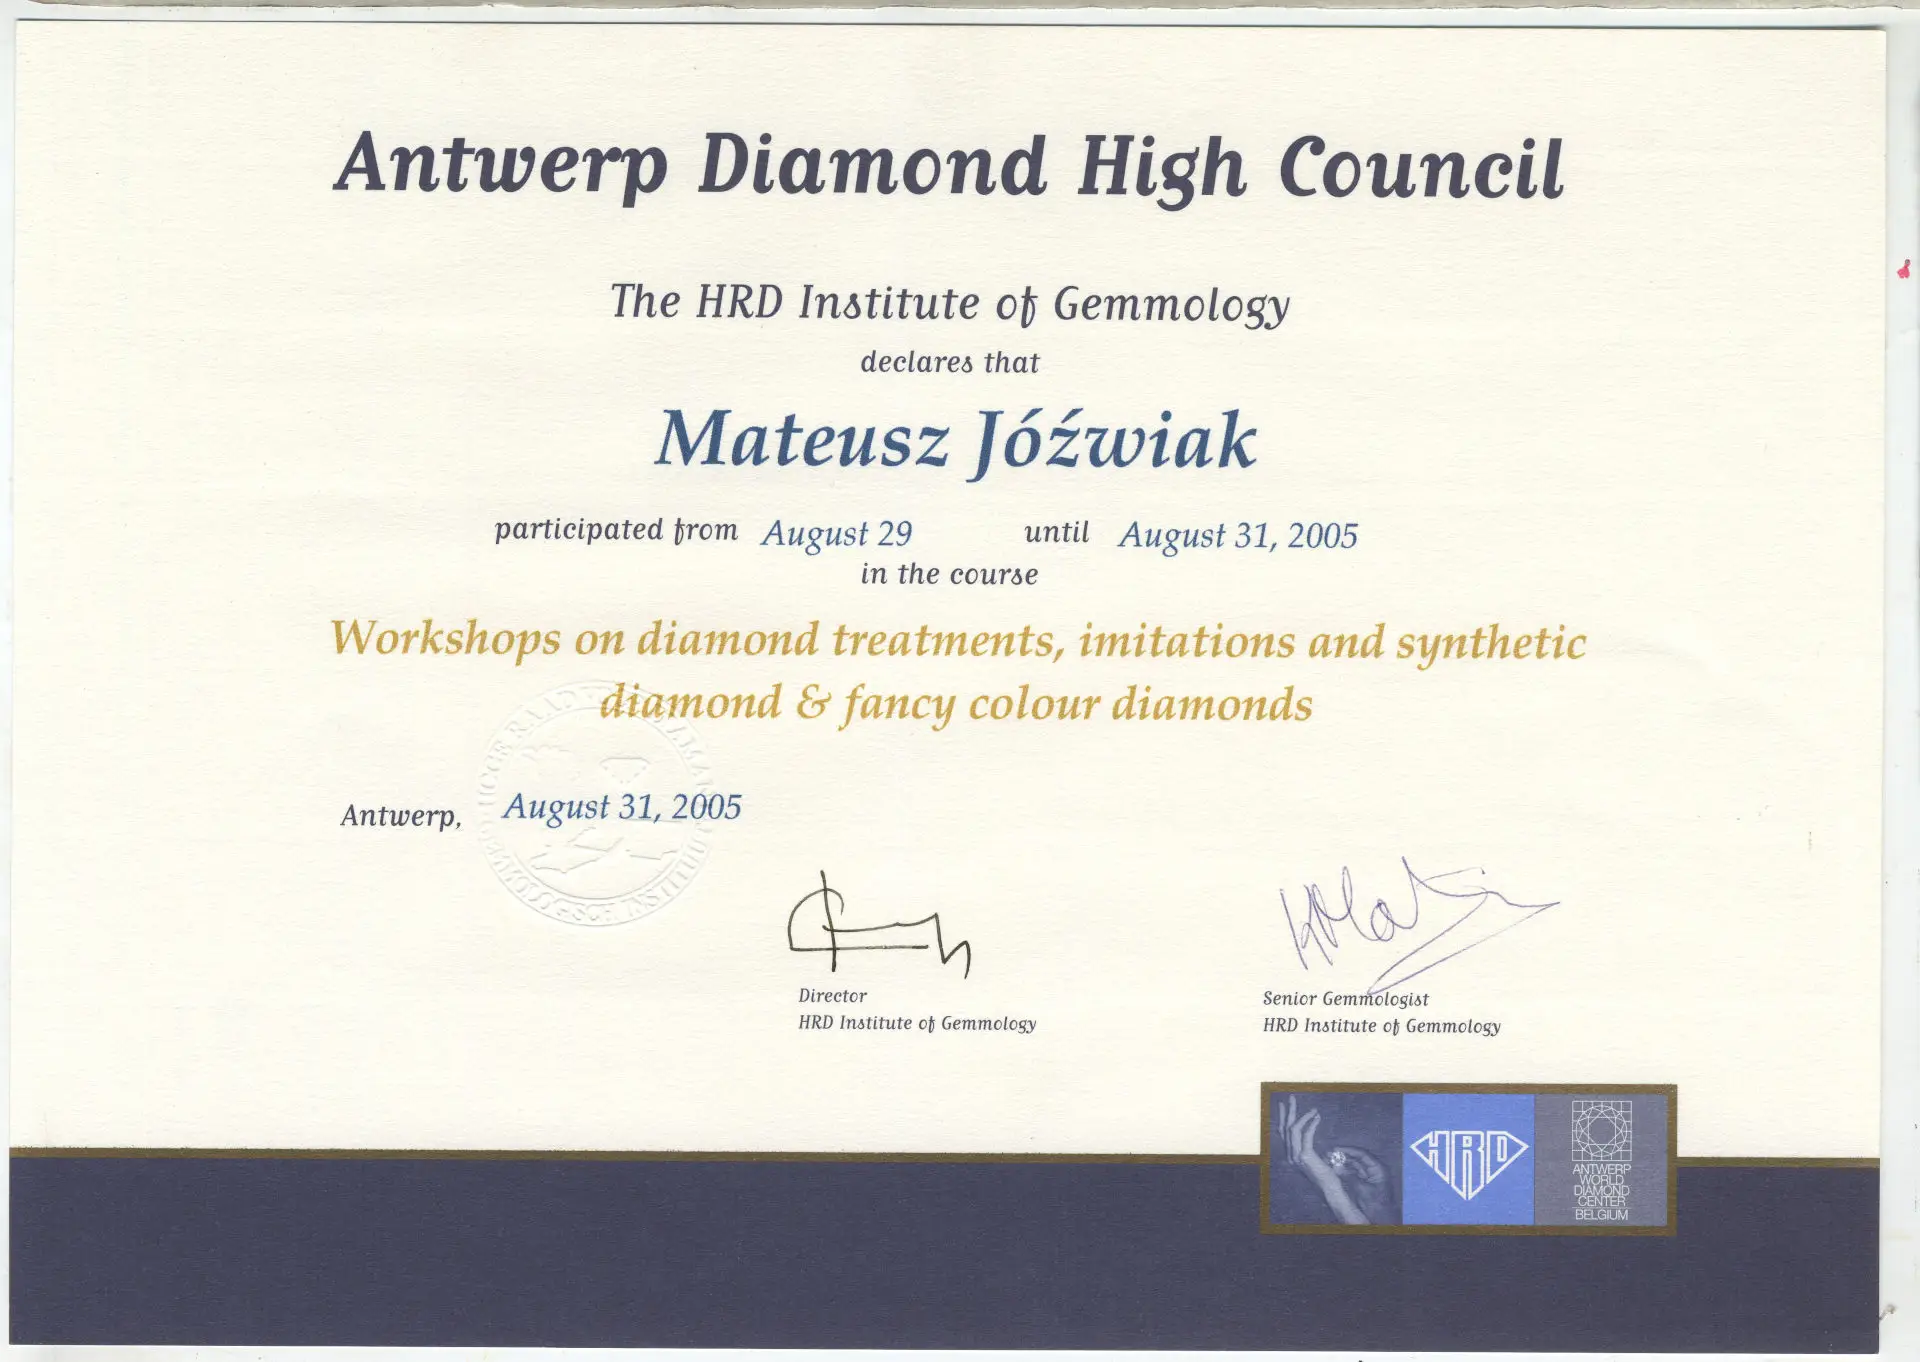 Antwerp Diamond High Council
The HRD Institute of Gemmology
declares that
Mateusz Jóźwiak
participated from August 29 until August 31, 2005
in the course
Workshops on diamond treatments, imitations and synthetic
diamond & fancy colour diamonds
Antwerp, August 31, 2005
Director
HRD Institute of Gemmology
Senior Gemmologist
HRD Institute of Gemmology
HRD
ANTWERP
WORLD
DIAMOND
CENTER
BELGIUM